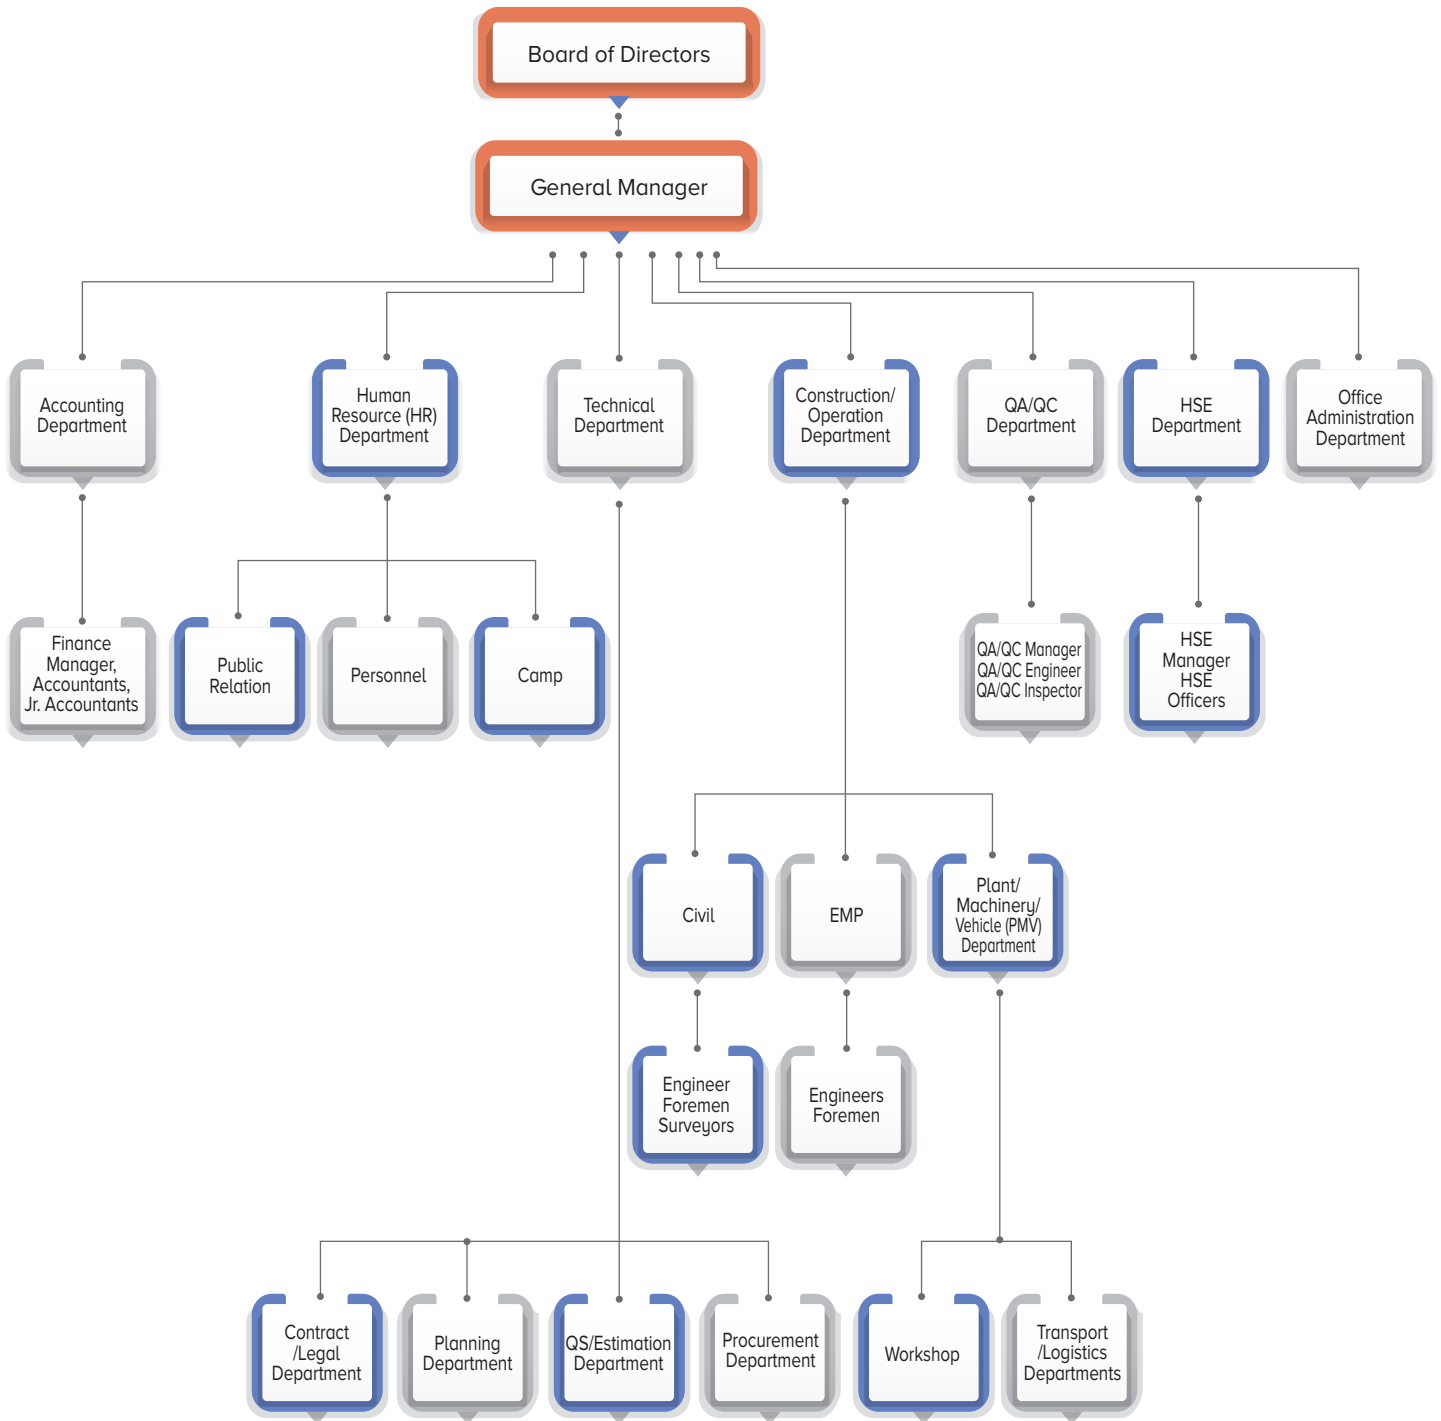 Board of Directors
General Manager
Accounting
Department
Human
Resource (HR)
Department
Technical
Department
Construction/
Operation
Department
QA/QC
Department
HSE
Department
Office
Administration
Department
Finance
Manager,
Accountants,
Jr. Accountants
Public
Relation
Personnel
Camp
QA/QC Manager
QA/QC Engineer
QA/QC Inspector
HSE
Manager
HSE
Officers
Civil
EMP
Plant/
Machinery/
Vehicle (PMV)
Department
Engineer
Foremen
Surveyors
Engineers
Foremen
Contract
/Legal
Department
Planning
Department
QS/Estimation
Department
Procurement
Department
Workshop
Transport
/Logistics
Departments